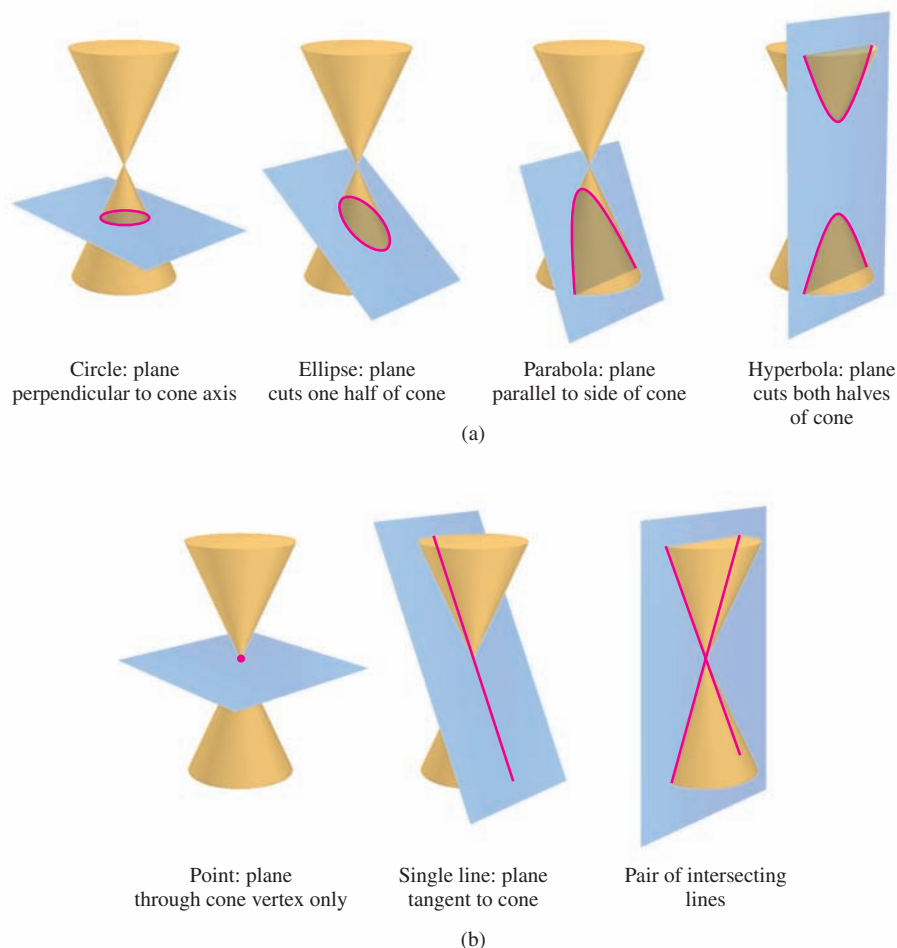 Circle: plane
perpendicular to cone axis
Ellipse: plane
cuts one half of cone
Parabola: plane
parallel to side of cone
Hyperbola: plane
cuts both halves
of cone
(a)
Point: plane
through cone vertex only
Single line: plane
tangent to cone
Pair of intersecting
lines
(b)